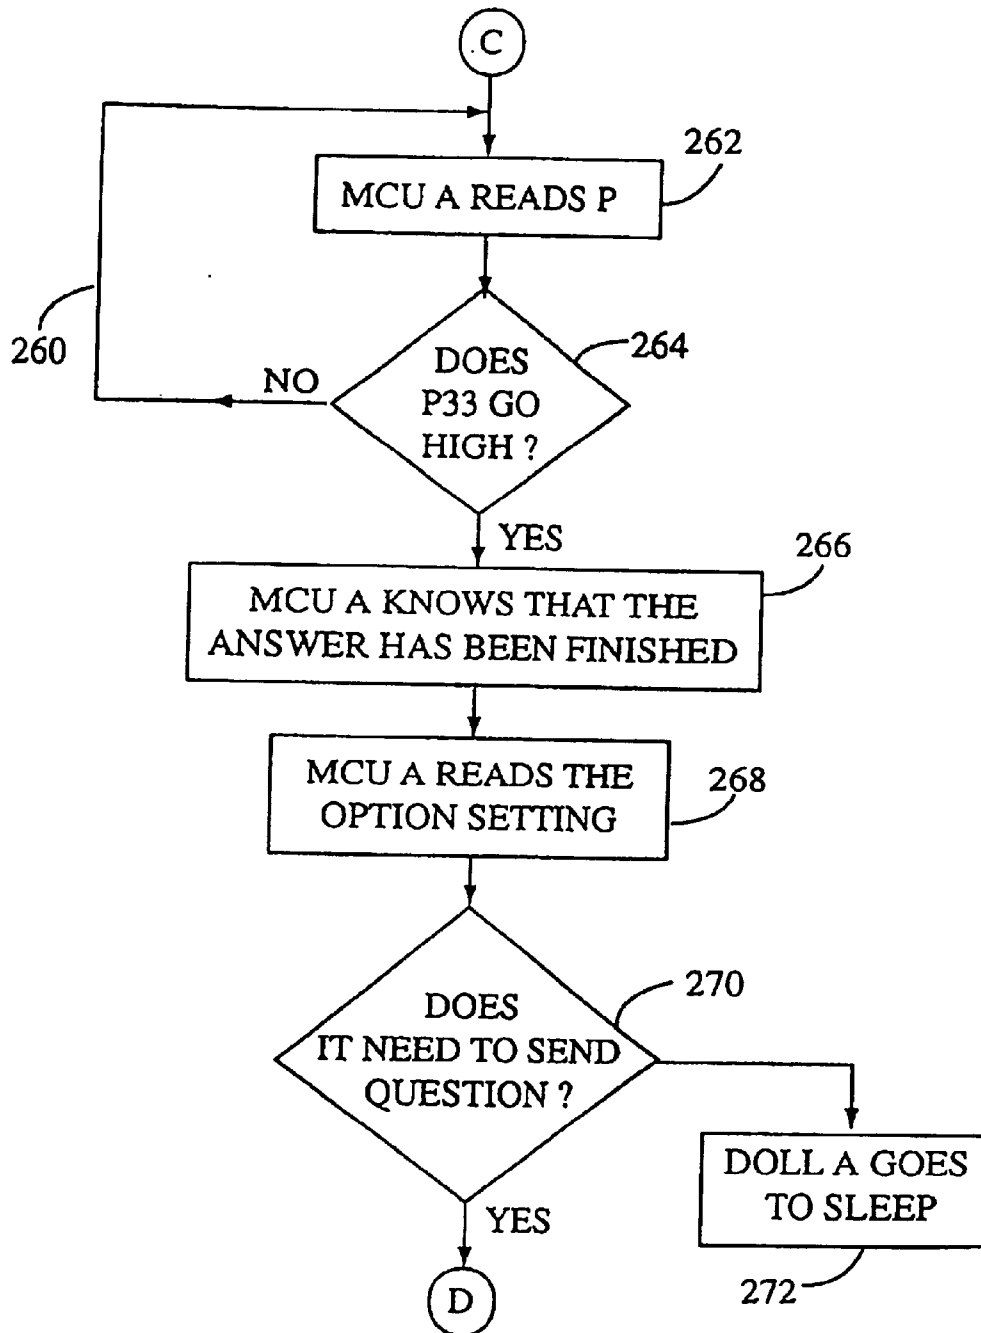 C
262
MCU A READS P
260
264
DOES
P33 GO
HIGH ?
NO
YES
266
MCU A KNOWS THAT THE
ANSWER HAS BEEN FINISHED
268
MCU A READS THE
OPTION SETTING
270
DOES
IT NEED TO SEND
QUESTION ?
DOLL A GOES
TO SLEEP
YES
272
D